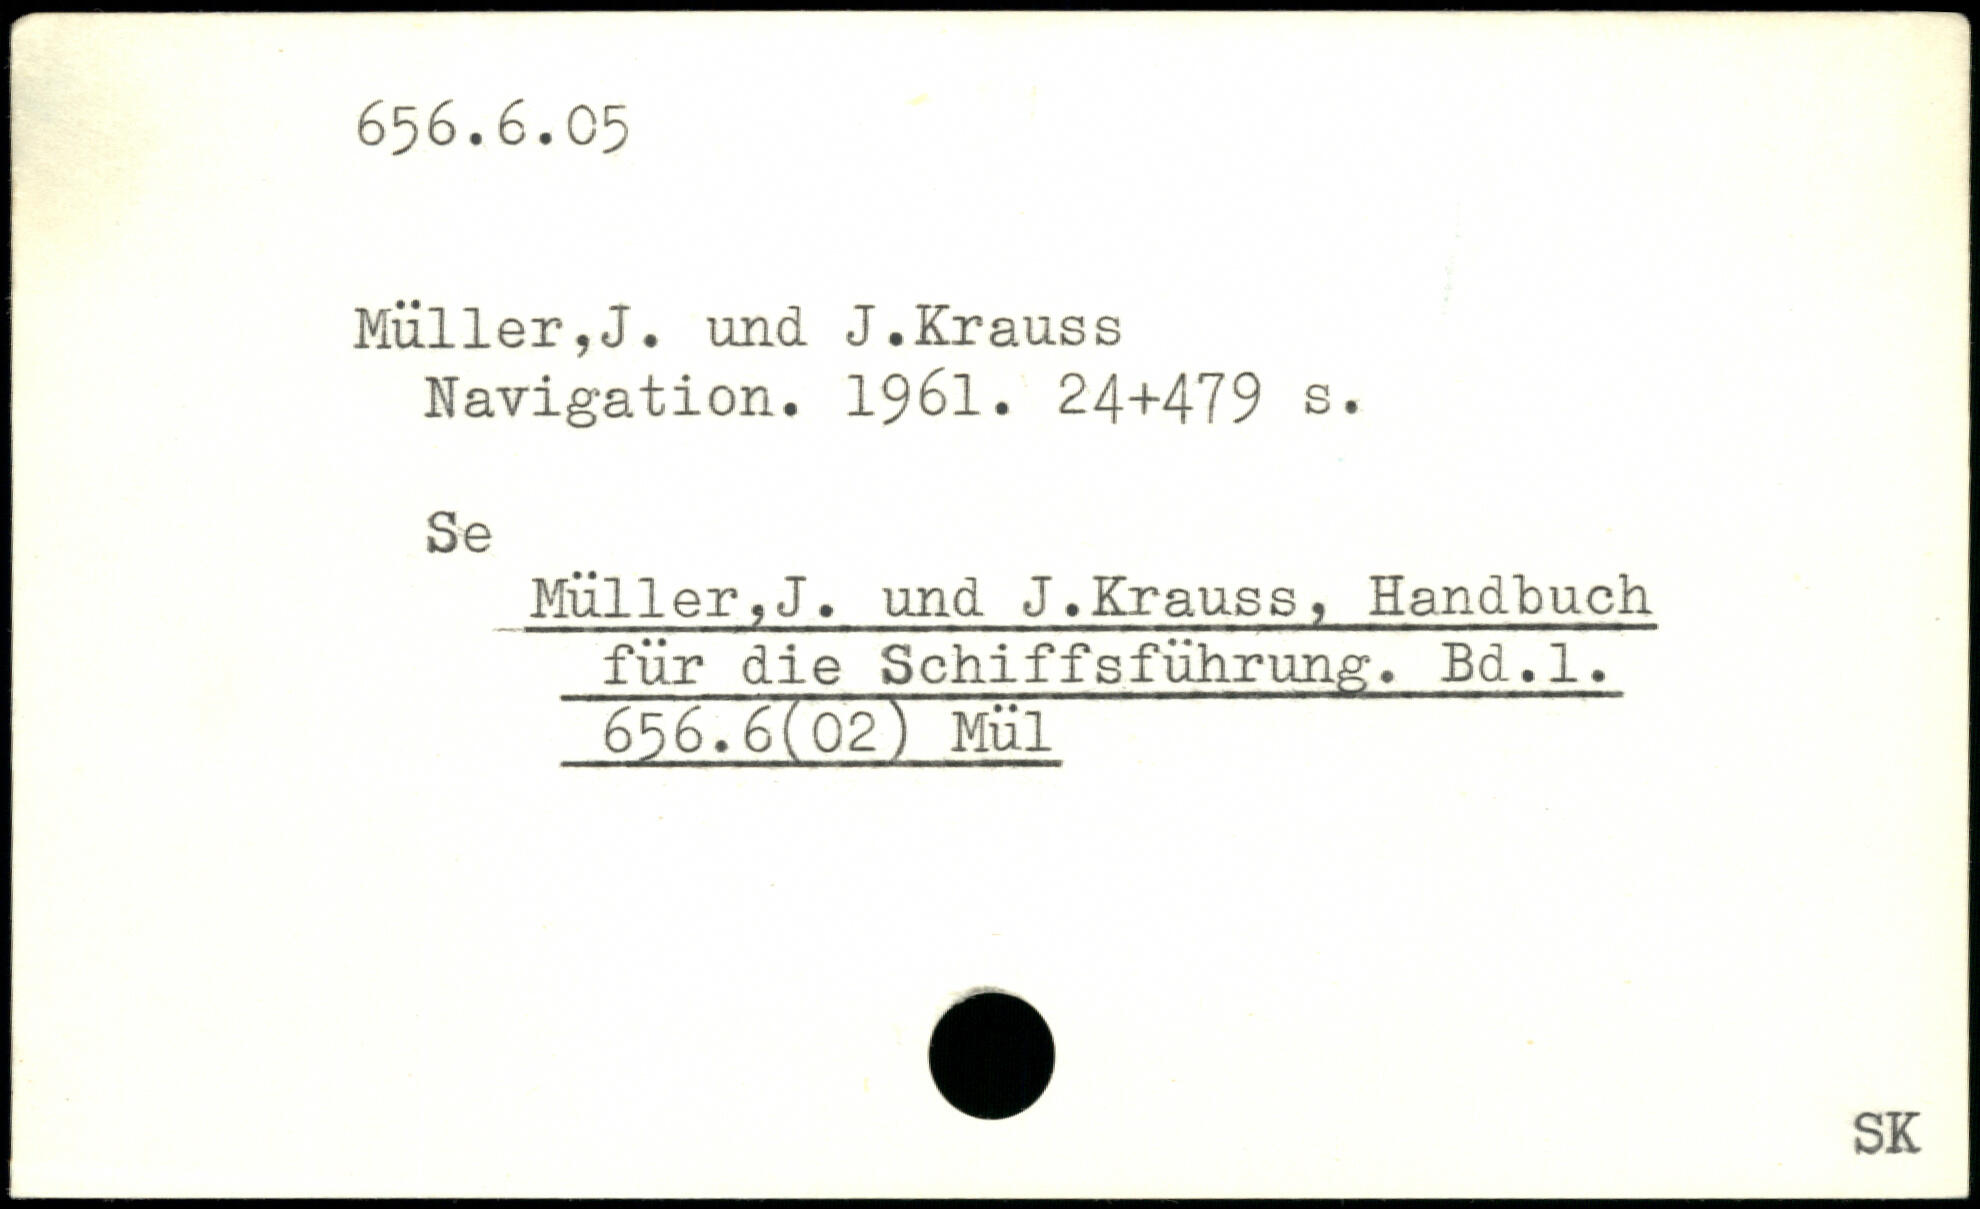 656.6.05
Müller,J. und J.Krauss
Navigation. 1961. 24+479 s.
Se
Müller,J. und J.Krauss, Handbuch
für die Schiffsführung. Bd.1.
656.6(02) Mül
SK